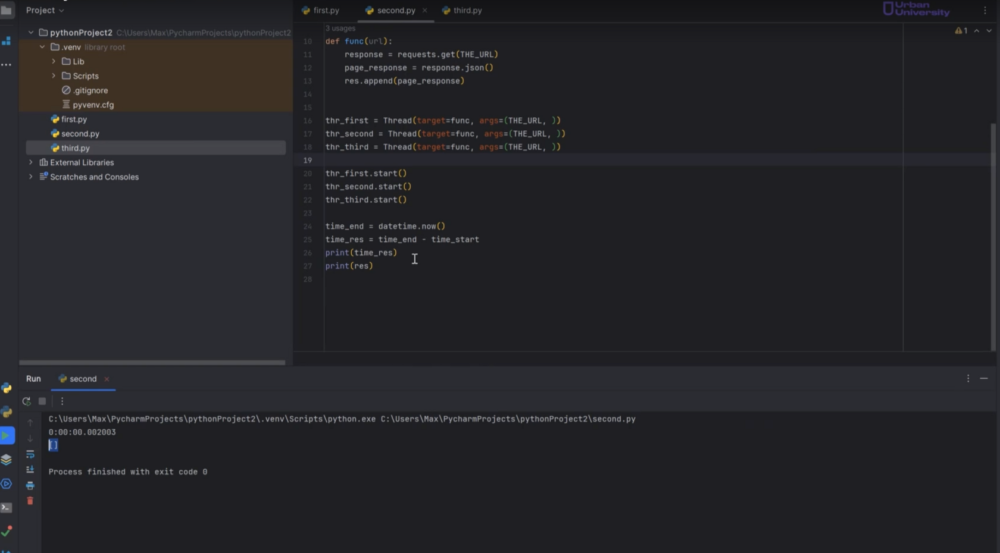 Project
first.py
second.py
third.py
Urban
University
pythonProject2 C:\Users\Max\PycharmProjects\pythonProject2
.venv library root
Lib
Scripts
.gitignore
pyvenv.cfg
first.py
second.py
third.py
External Libraries
Scratches and Consoles
3 usages
1
10 def func(url):
11 response = requests.get(THE_URL)
12 page_response = response.json()
13 res.append(page_response)
14
15
16 thr_first = Thread(target=func, args=(THE_URL, ))
17 thr_second = Thread(target=func, args=(THE_URL, ))
18 thr_third = Thread(target=func, args=(THE_URL, ))
19
20 thr_first.start()
21 thr_second.start()
22 thr_third.start()
23
24 time_end = datetime.now()
25 time_res = time_end - time_start
26 print(time_res)
27 print(res)
28
Run second
C:\Users\Max\PycharmProjects\pythonProject2\.venv\Scripts\python.exe C:\Users\Max\PycharmProjects\pythonProject2\second.py
0:00:00.002003
[]
Process finished with exit code 0